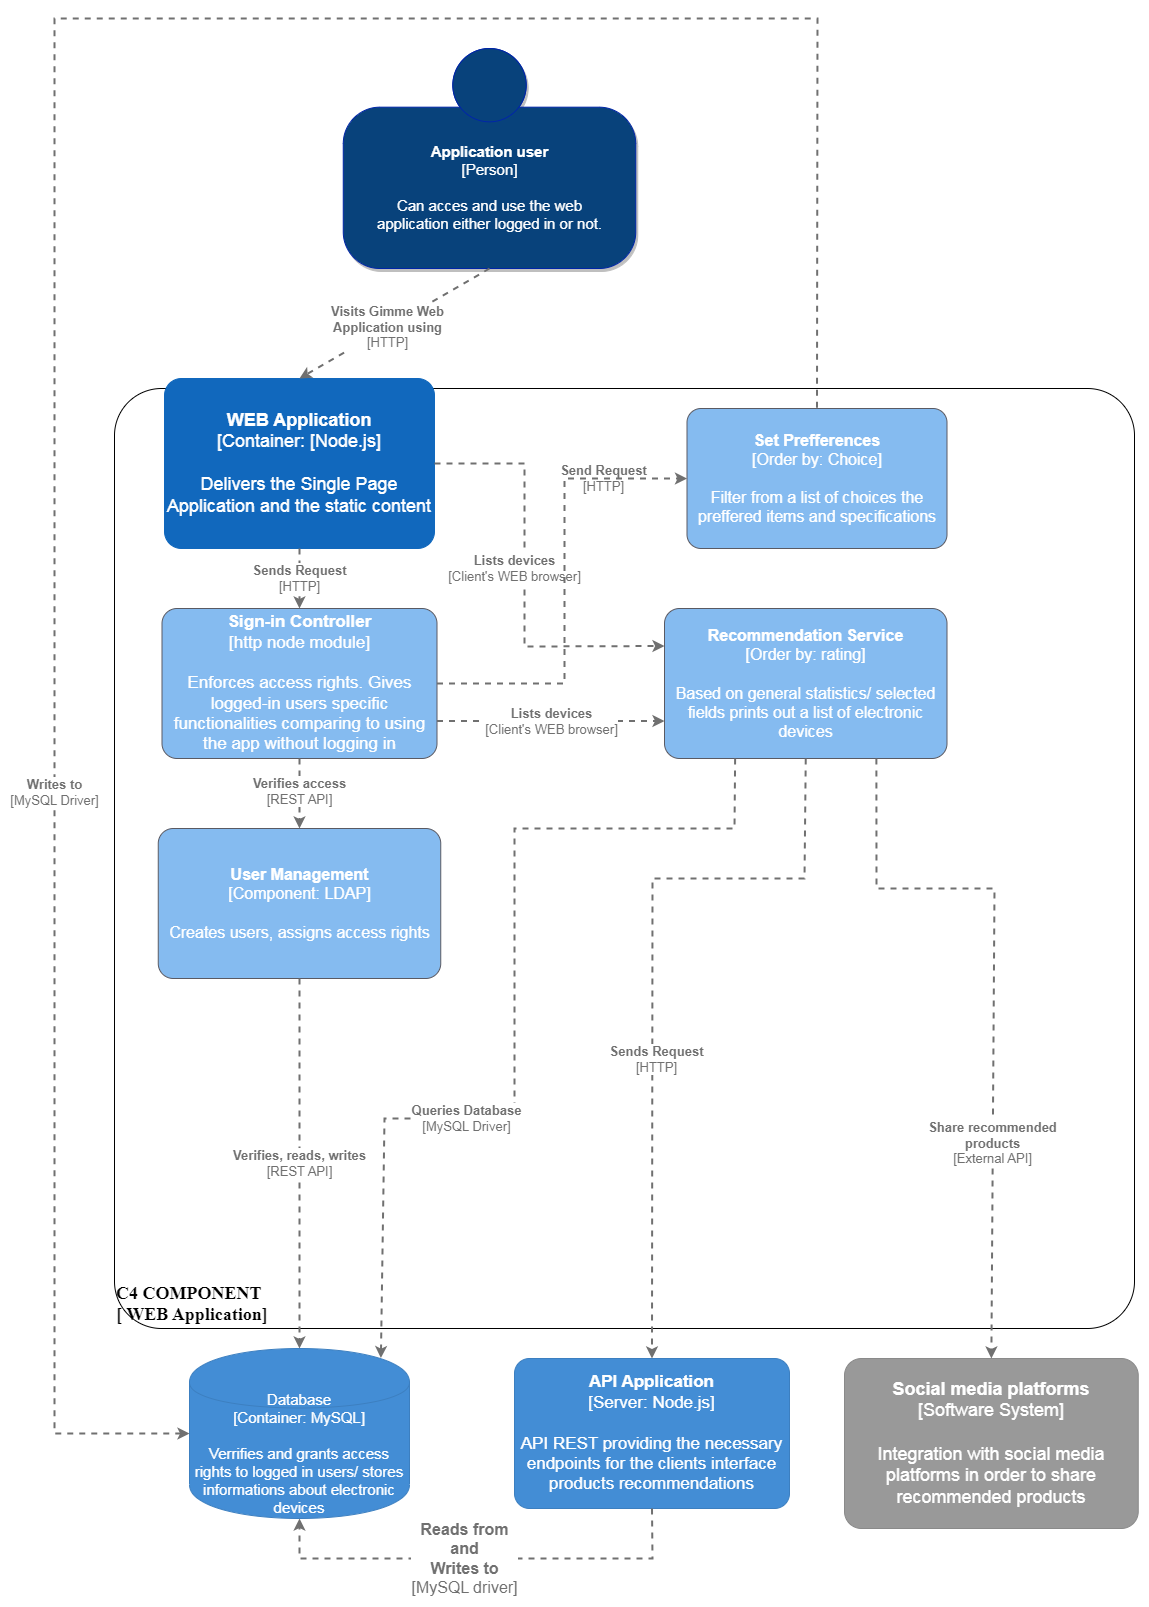 Application user
[Person]
Can acces and use the web
application either logged in or not.
Visits Gimme Web
Application using
[HTTP]
WEB Application
[Container: [Node.js]
Delivers the Single Page
Application and the static content
Set Prefferences
[Order by: Choice]
Filter from a list of choices the
preffered items and specifications
Send Request
[HTTP]
Lists devices
[Client's WEB browser]
Sends Request
[HTTP]
Sign-in Controller
[http node module]
Enforces access rights. Gives
logged-in users specific
functionalities comparing to using
the app without logging in
Recommendation Service
[Order by: rating]
Based on general statistics/ selected
fields prints out a list of electronic
devices
Lists devices
[Client's WEB browser]
Writes to
[MySQL Driver]
Verifies access
[REST API]
User Management
[Component: LDAP]
Creates users, assigns access rights
Sends Request
[HTTP]
Queries Database
[MySQL Driver]
Share recommended
products
[External API]
Verifies, reads, writes
[REST API]
C4 COMPONENT
[ WEB Application]
Database
[Container: MySQL]
Verrifies and grants access
rights to logged in users/ stores
informations about electronic
devices
API Application
[Server: Node.js]
API REST providing the necessary
endpoints for the clients interface
products recommendations
Social media platforms
[Software System]
Integration with social media
platforms in order to share
recommended products
Reads from
and
Writes to
[MySQL driver]